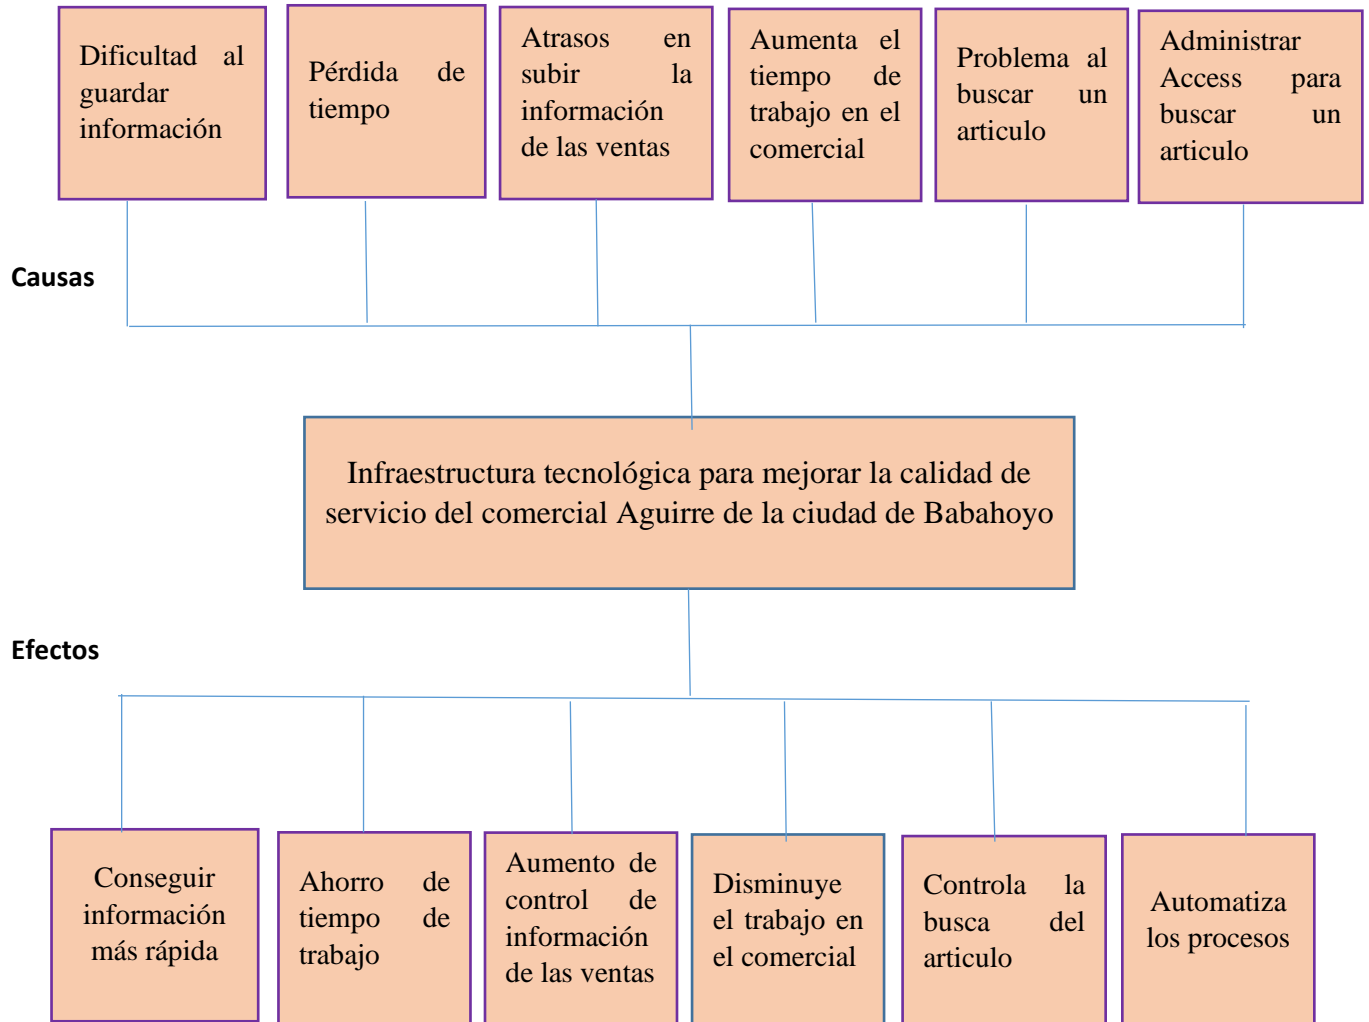 Dificultad al
guardar
información
Pérdida de
tiempo
Atrasos en
subir la
información
de las ventas
Aumenta el
tiempo de
trabajo en el
comercial
Problema al
buscar un
articulo
Administrar
Access para
buscar un
articulo
Causas
Infraestructura tecnológica para mejorar la calidad de
servicio del comercial Aguirre de la ciudad de Babahoyo
Efectos
Conseguir
información
más rápida
Ahorro de
tiempo de
trabajo
Aumento de
control de
información
de las ventas
Disminuye
el trabajo en
el comercial
Controla la
busca del
articulo
Automatiza
los procesos